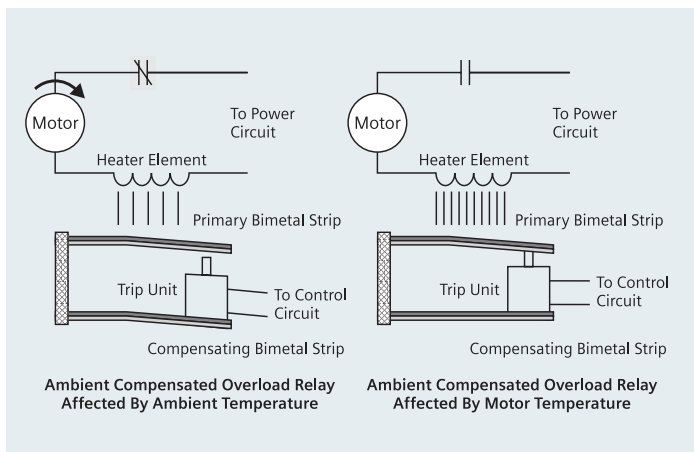 Motor
To Power
Circuit
Heater Element
Primary Bimetal Strip
Trip Unit
To Control
Circuit
Compensating Bimetal Strip
Ambient Compensated Overload Relay
Affected By Ambient Temperature
Motor
To Power
Circuit
Heater Element
Primary Bimetal Strip
Trip Unit
To Control
Circuit
Compensating Bimetal Strip
Ambient Compensated Overload Relay
Affected By Motor Temperature